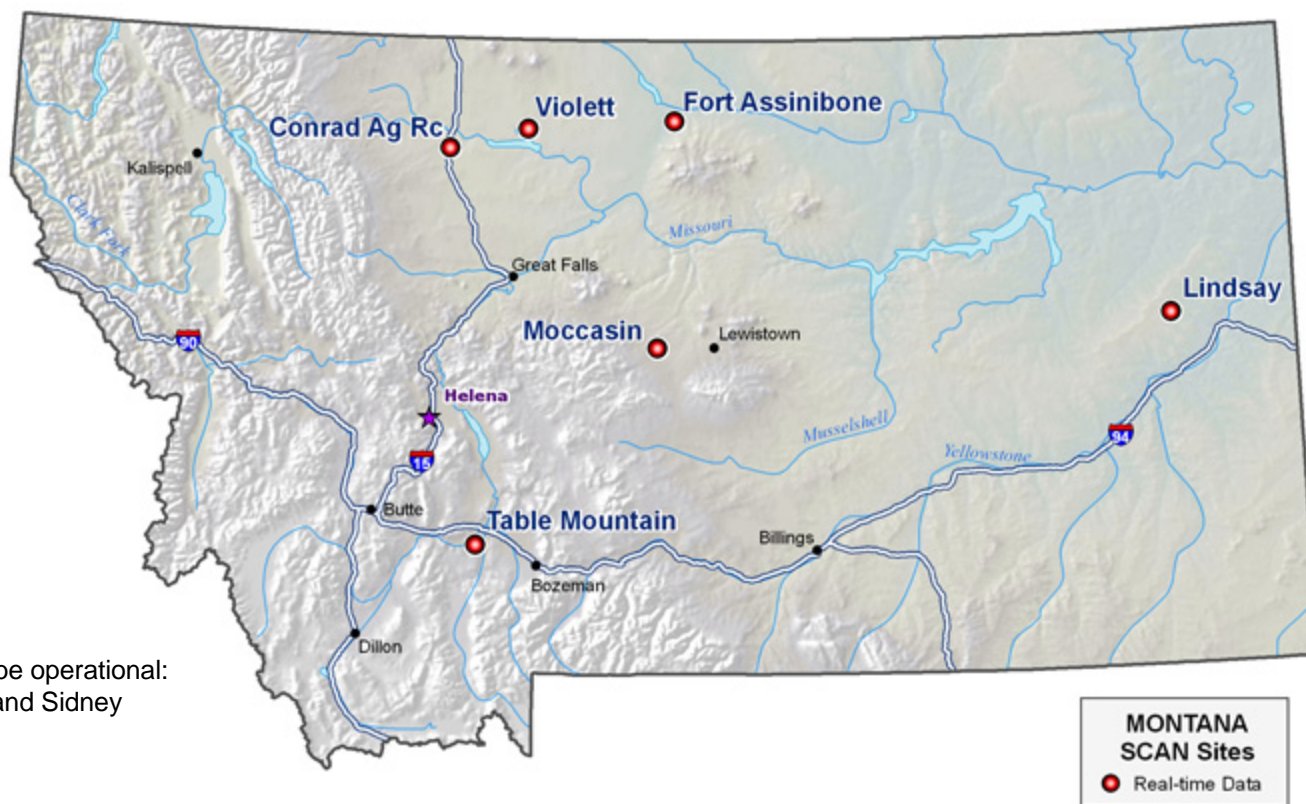 Violett
Fort Assinibone
Conrad Ag Rc
Kalispell
Clark Fork
Missouri
Great Falls
Lindsay
Moccasin
Lewistown
90
Helena
Musselshell
94
15
Yellowstone
Butte
Table Mountain
Billings
Bozeman
Dillon
be operational:
and Sidney
MONTANA
SCAN Sites
Real-time Data